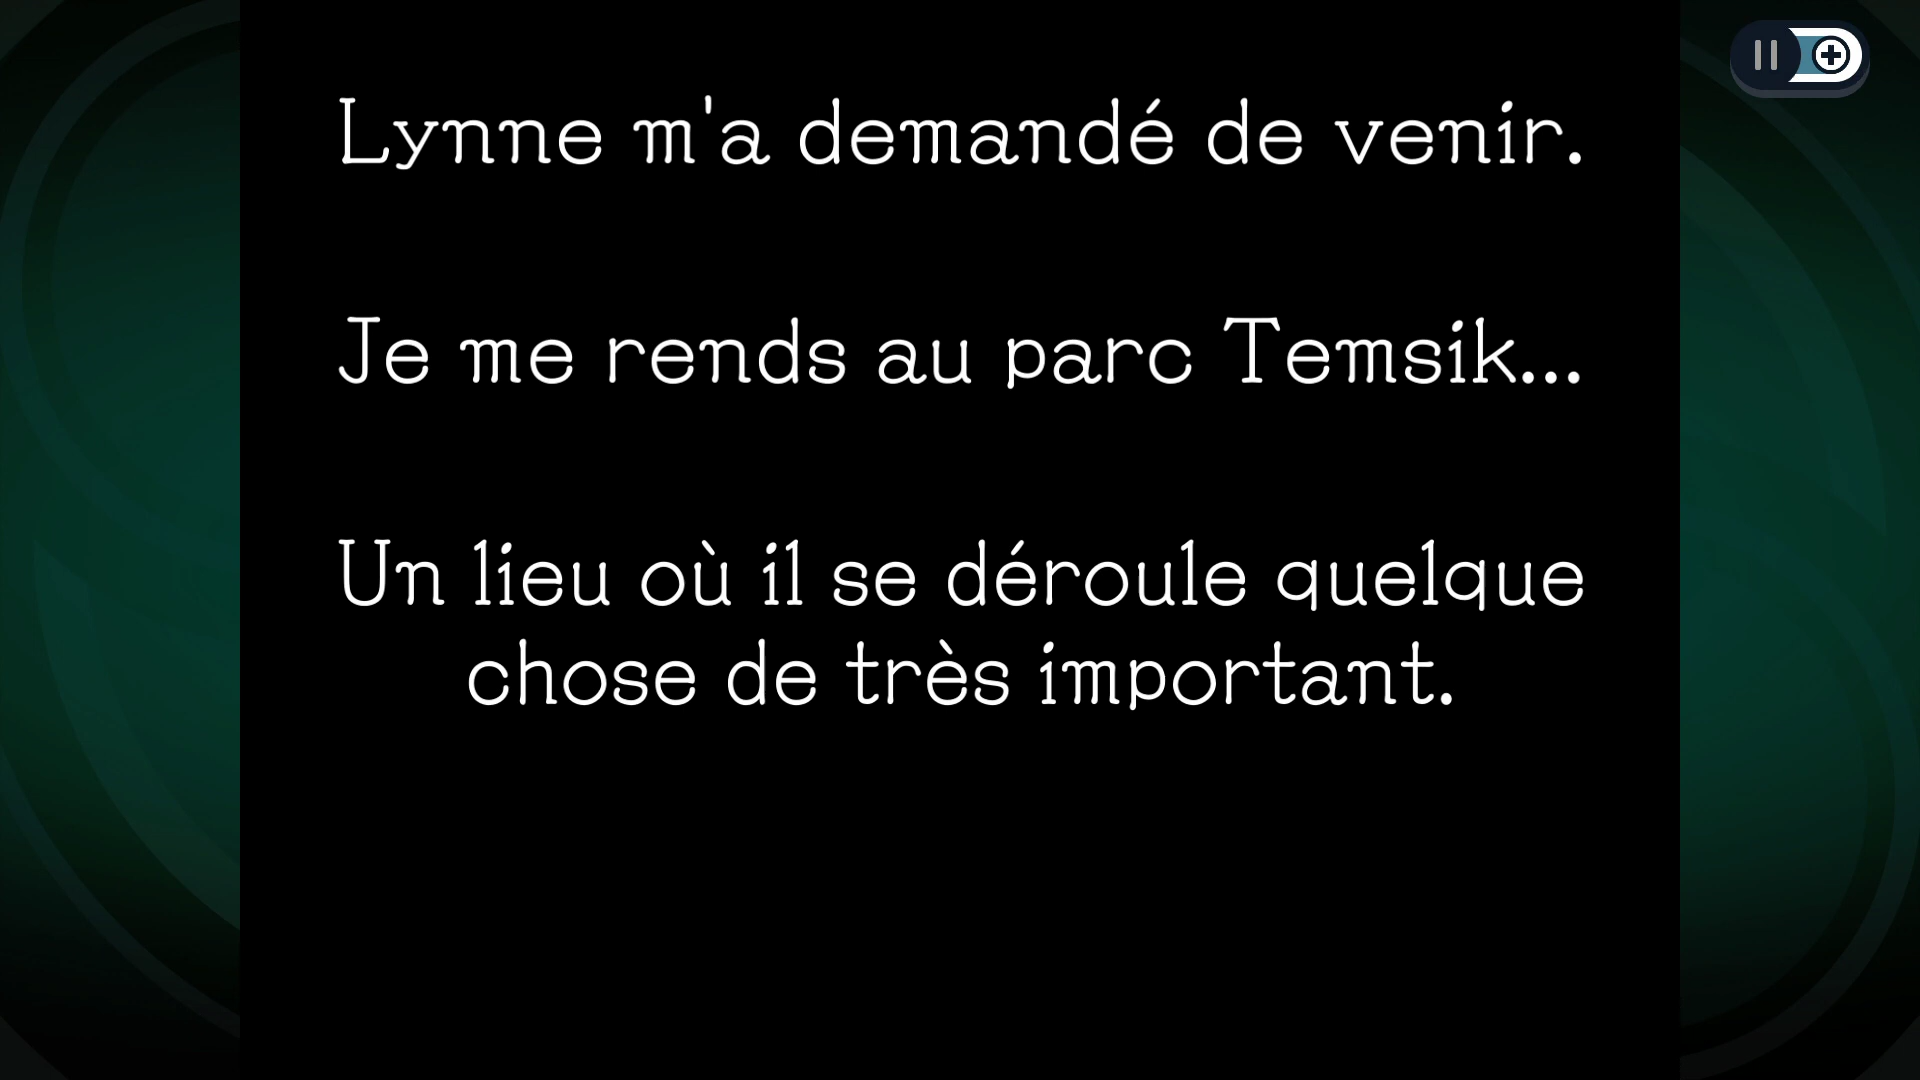 Lynne m'a demandé de venir.
Je me rends au parc Temsik...
Un lieu où il se déroule quelque
chose de très important.